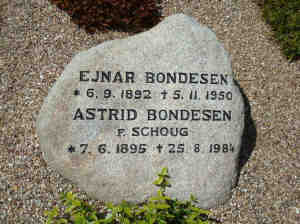 EJNAR BONDESEN
* 6.9.1892 † 5.11.1950
ASTRID BONDESEN
F. SCHOUG
* 7.6.1895 † 25.8.1984